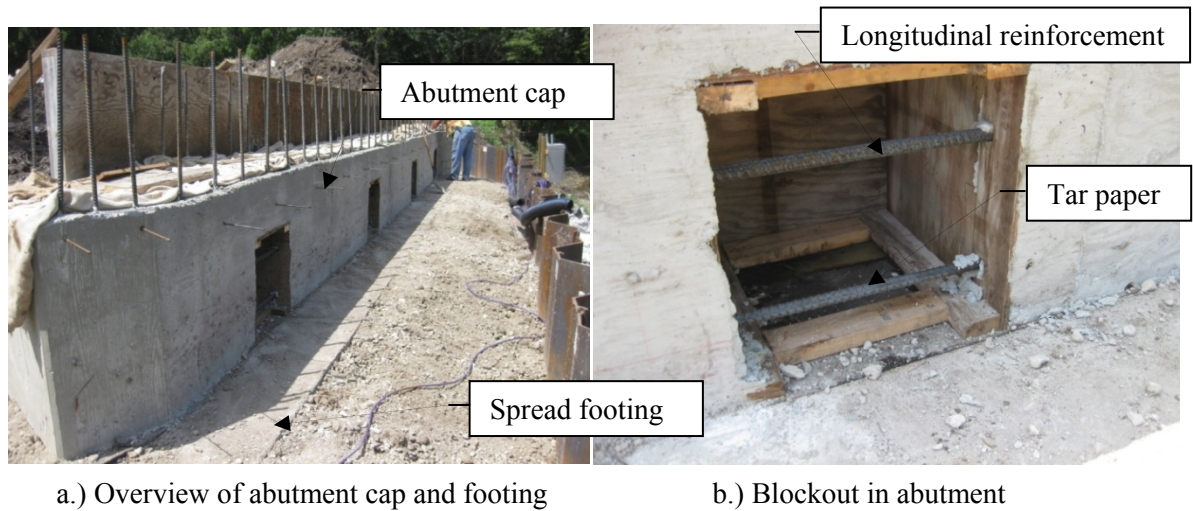 Abutment cap
Spread footing
Longitudinal reinforcement
Tar paper
a.) Overview of abutment cap and footing
b.) Blockout in abutment